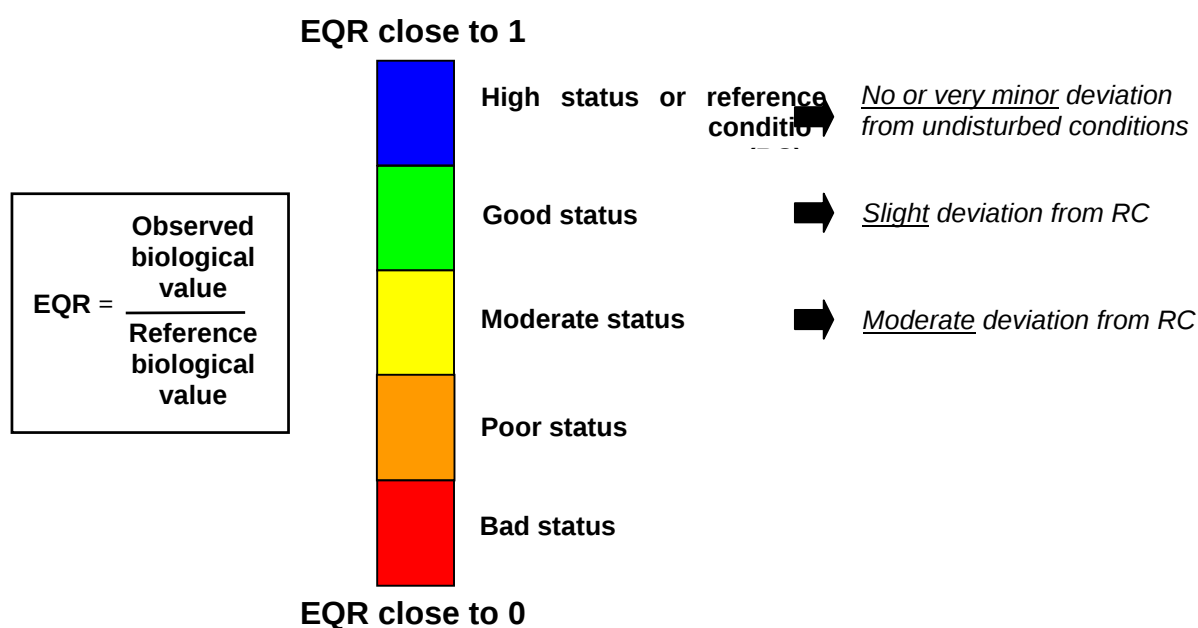 EQR close to 1
High status or reference
conditio
No or very minor deviation
from undisturbed conditions
Observed
biological
value
EQR =
Reference
biological
value
Good status
Slight deviation from RC
Moderate status
Moderate deviation from RC
Poor status
Bad status
EQR close to 0